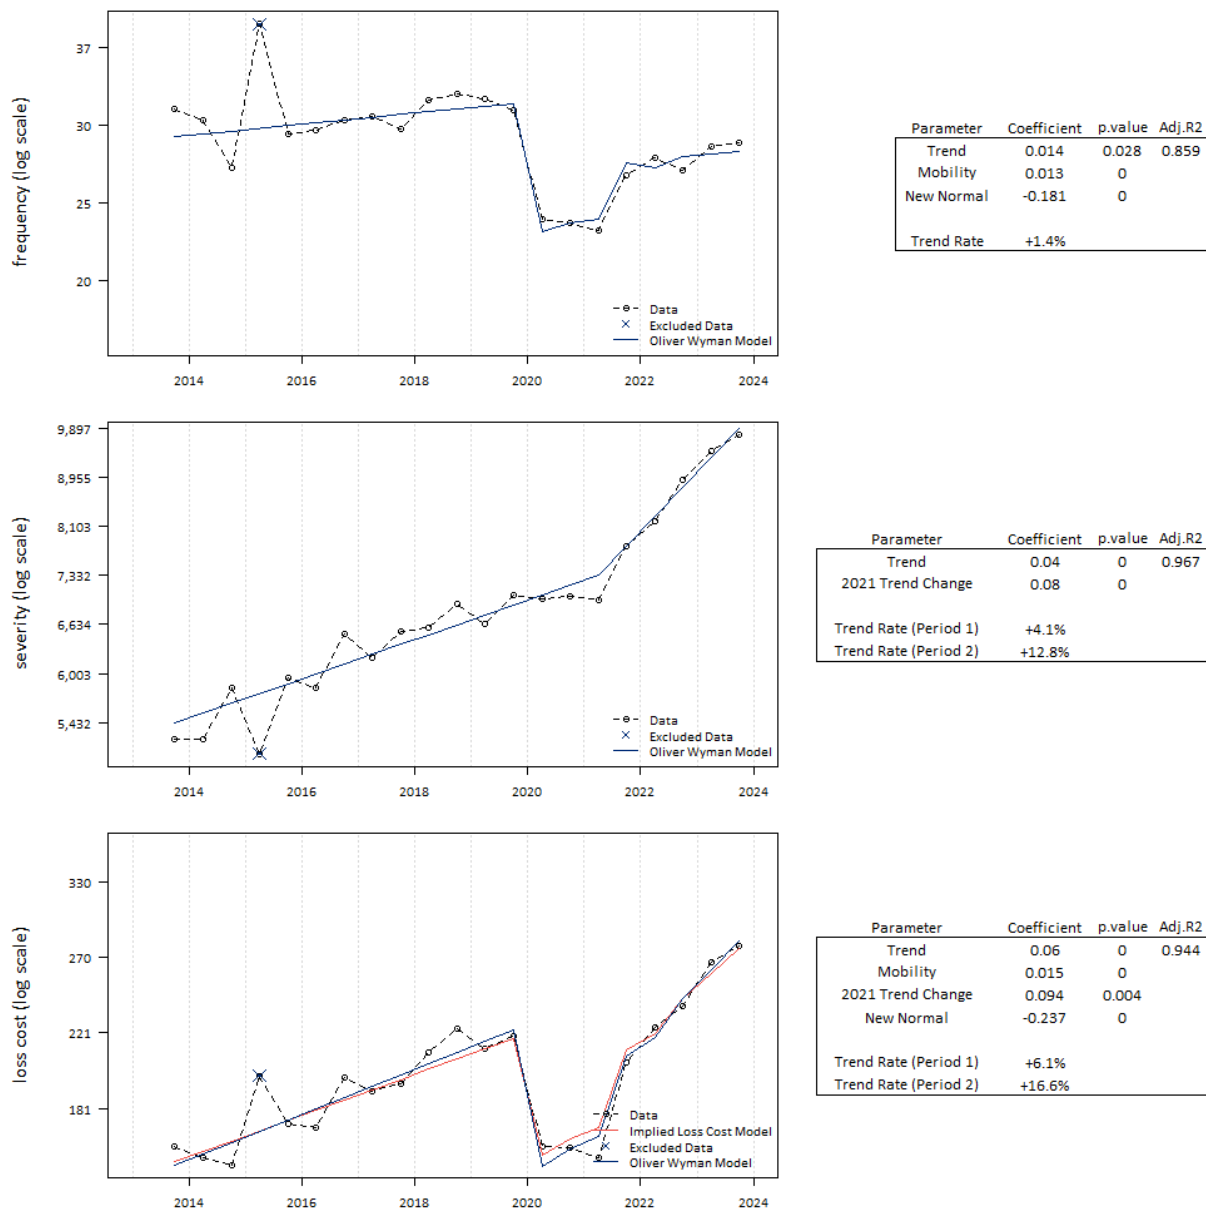 frequency (log scale)
37
30
25
20
Data
Excluded Data
Oliver Wyman Model
2014 2016 2018 2020 2022 2024
Parameter Coefficient p.value Adj.R2
Trend 0.014 0.028 0.859
Mobility 0.013 0
New Normal -0.181 0
Trend Rate +1.4%
severity (log scale)
9,897
8,955
8,103
7,332
6,634
6,003
5,432
Data
Excluded Data
Oliver Wyman Model
2014 2016 2018 2020 2022 2024
Parameter Coefficient p.value Adj.R2
Trend 0.04 0 0.967
2021 Trend Change 0.08 0
Trend Rate (Period 1) +4.1%
Trend Rate (Period 2) +12.8%
loss cost (log scale)
330
270
221
181
Data
Implied Loss Cost Model
Excluded Data
Oliver Wyman Model
2014 2016 2018 2020 2022 2024
Parameter Coefficient p.value Adj.R2
Trend 0.06 0 0.944
Mobility 0.015 0
2021 Trend Change 0.094 0.004
New Normal -0.237 0
Trend Rate (Period 1) +6.1%
Trend Rate (Period 2) +16.6%